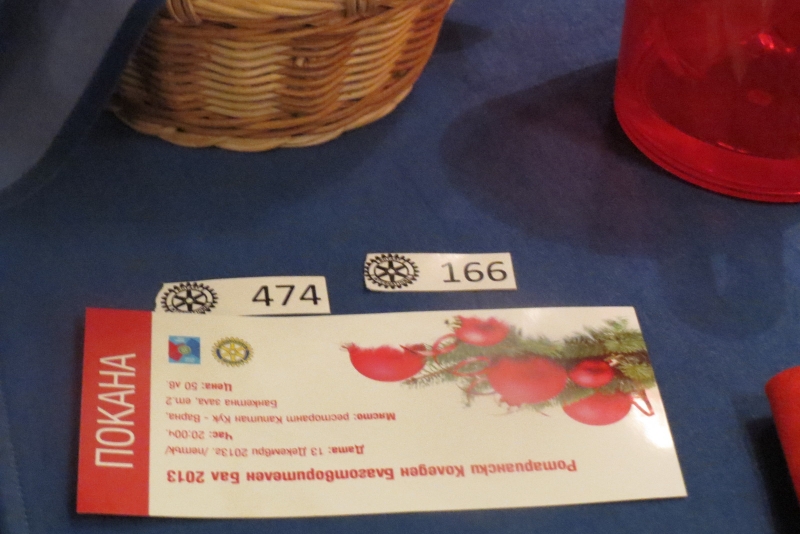 474
166
ПОКАНА
Ротариански Коледен Благотворителен Бал 2013
Дата: 13 Декември 2013г. /петък/
Час: 20:00ч.
Място: ресторант Капитан Кук - Варна,
Банкетна зала, ет.2
Цена: 50 лв.